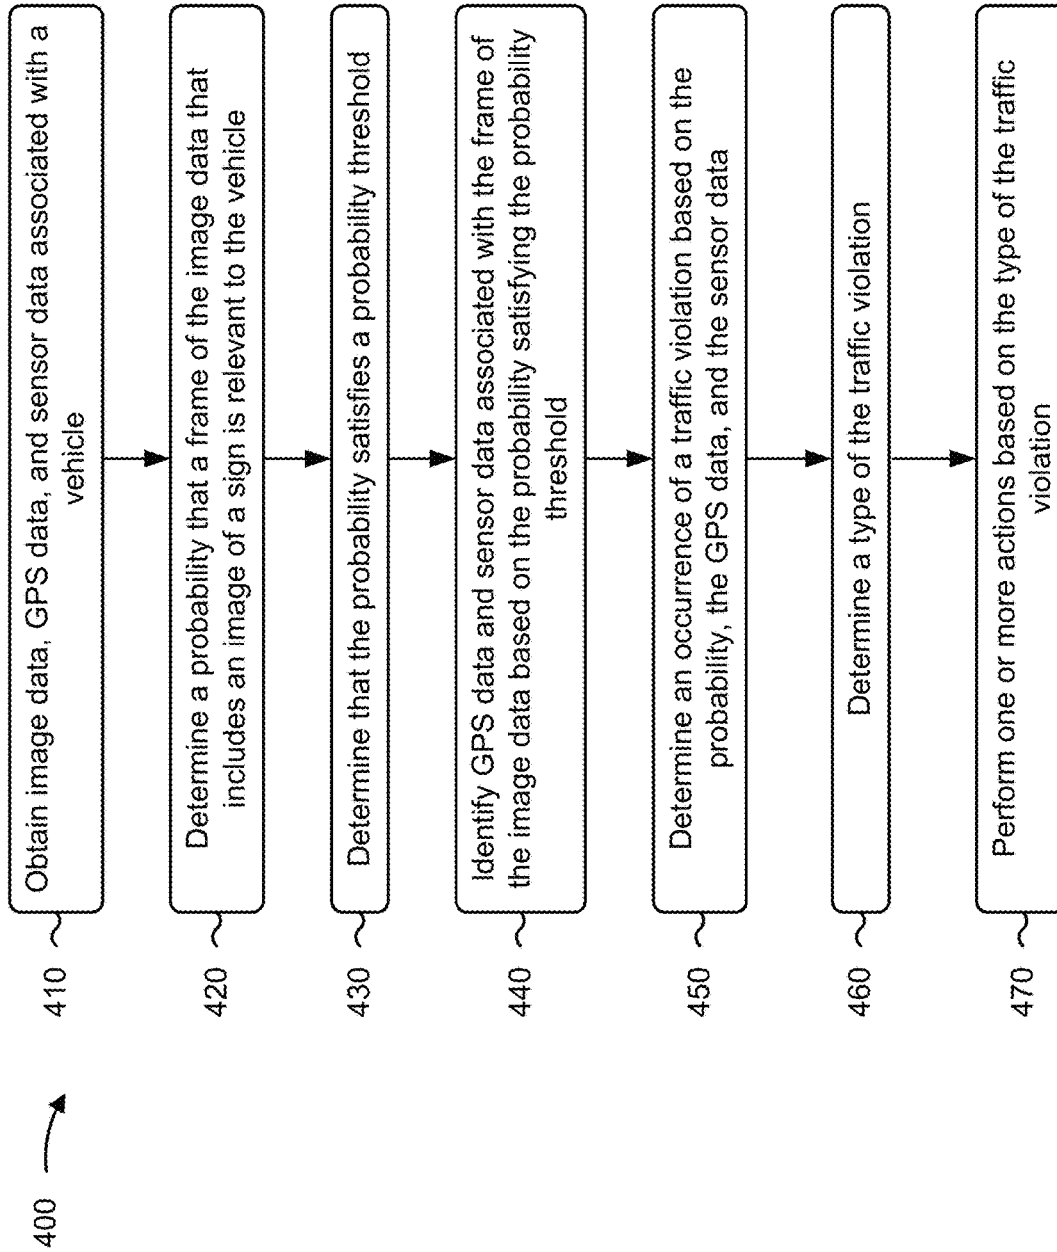 400
410
Obtain image data, GPS data, and sensor data associated with a
vehicle
420
Determine a probability that a frame of the image data that
includes an image of a sign is relevant to the vehicle
430
Determine that the probability satisfies a probability threshold
440
Identify GPS data and sensor data associated with the frame of
the image data based on the probability satisfying the probability
threshold
450
Determine an occurrence of a traffic violation based on the
probability, the GPS data, and the sensor data
460
Determine a type of the traffic violation
470
Perform one or more actions based on the type of the traffic
violation